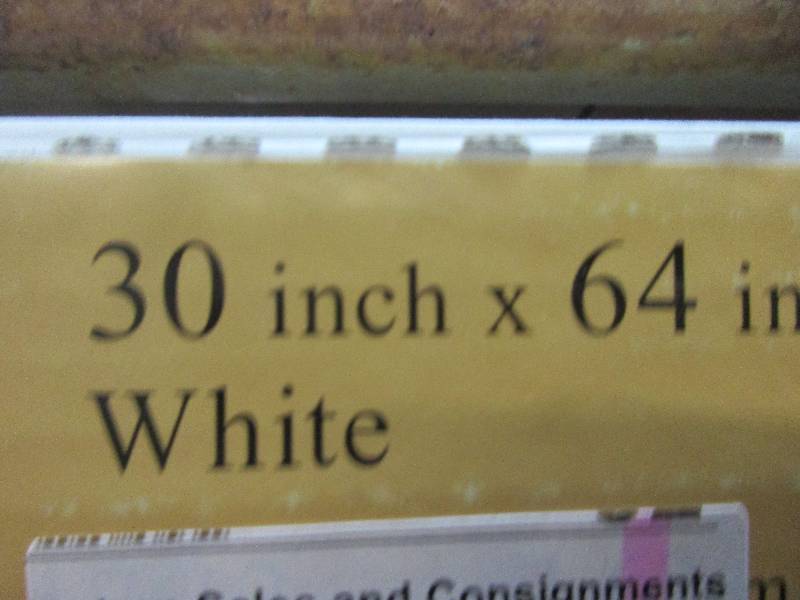 30 inch x 64 in
White
Sales and Consignments